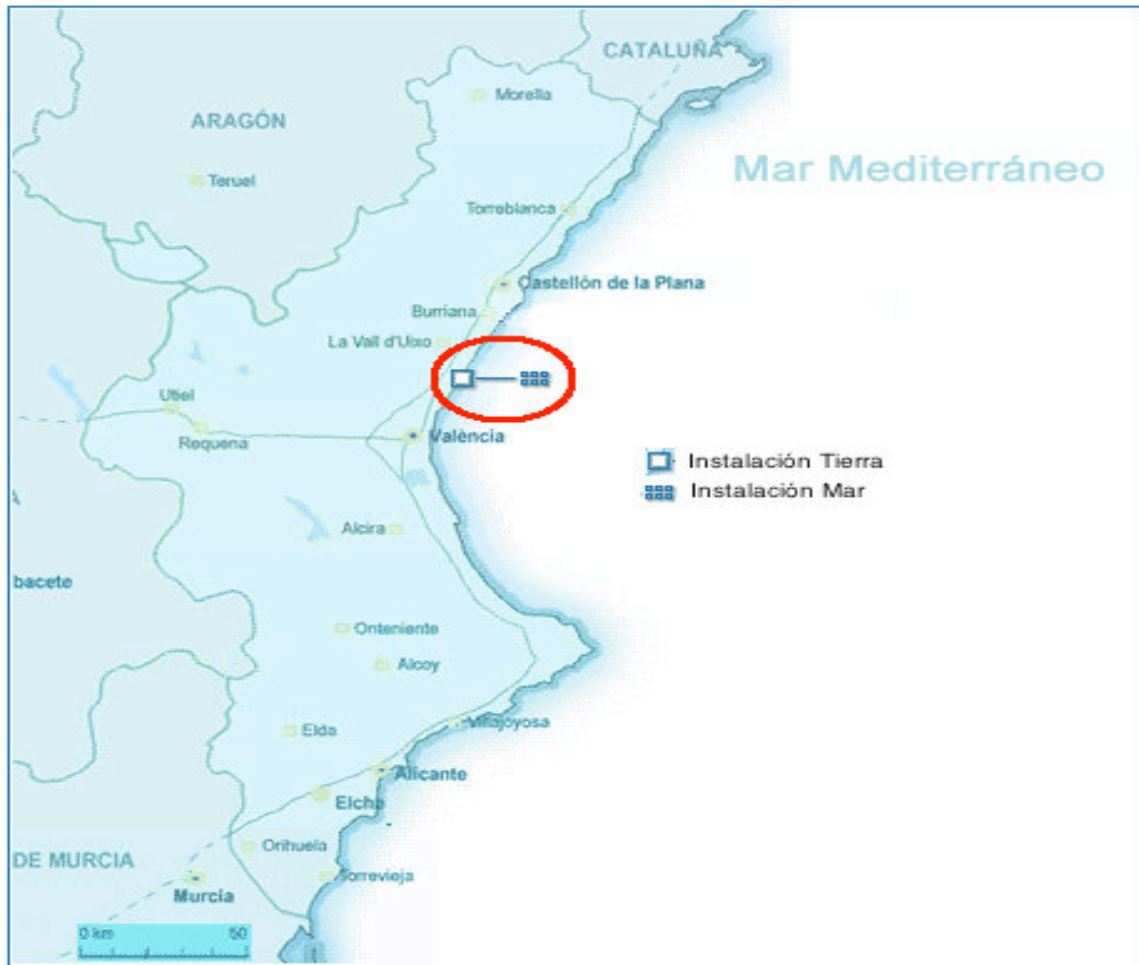 CATALUÑA
Morella
ARAGÓN
Mar Mediterráneo
Teruel
Torreblanca
Castellón de la Plana
Burriana
La Vall d'Uixo
Utiel
València
Requena
Instalación Tierra
Instalación Mar
Alcira
bacete
Onteniente
Alcoy
Villajoyosa
Elda
Alicante
Elcha
Orihuela
DE MURCIA
Torrevieja
Murcia
0 km 50